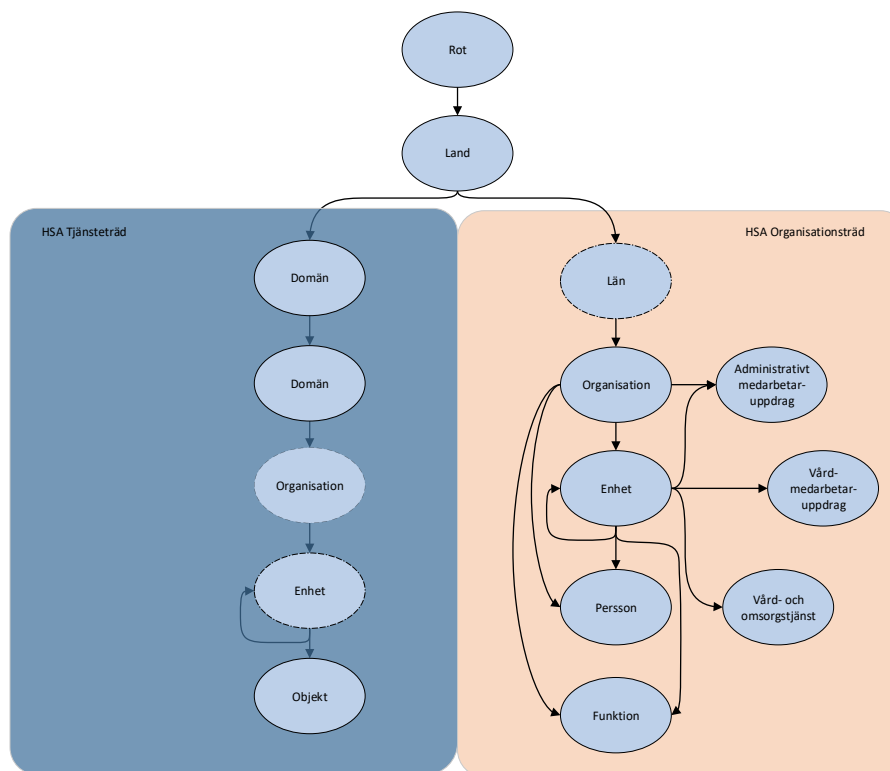 Rot
Land
HSA Tjänsteträd
Domän
Domän
Organisation
Enhet
Objekt
HSA Organisationsträd
Län
Organisation
Administrativt
medarbetar-
uppdrag
Enhet
Vård-
medarbetar-
uppdrag
Persson
Vård- och
omsorgstjänst
Funktion